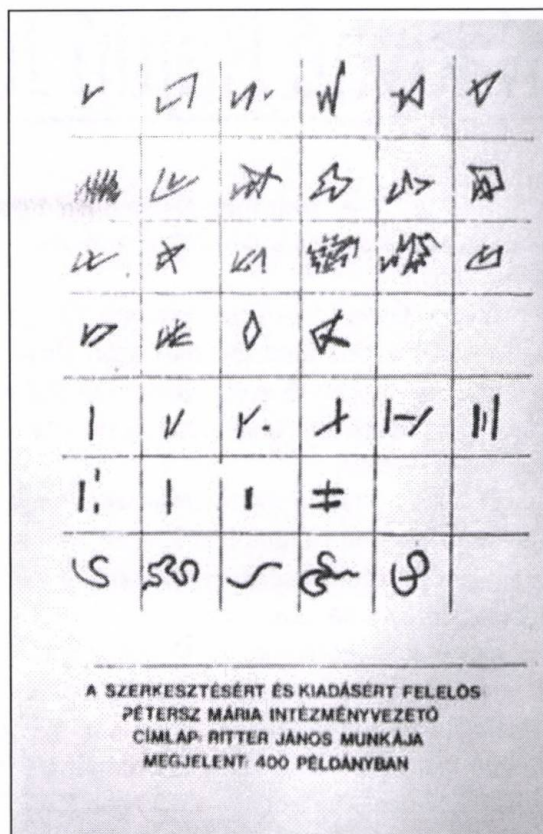 A SZERKESZTÉSÉRT ÉS KIADÁSÉRT FELELŐS
PÉTERSZ MÁRIA INTÉZMÉNYVEZETŐ
CÍMLAP: RITTER JÁNOS MUNKÁJA
MEGJELENT: 400 PÉLDÁNYBAN